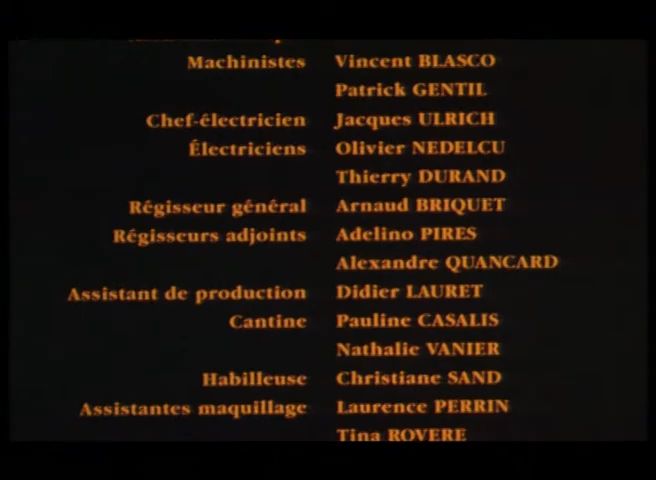 Machinistes Vincent BLASCO
Patrick GENTIL
Chef-électricien Jacques ULRICH
Électriciens Olivier NEDELCU
Thierry DURAND
Régisseur général Arnaud BRIQUET
Régisseurs adjoints Adelino PIRES
Alexandre QUANCARD
Assistant de production Didier LAURET
Cantine Pauline CASALIS
Nathalie VANIER
Habilleuse Christiane SAND
Assistantes maquillage Laurence PERRIN
Tina ROVERE